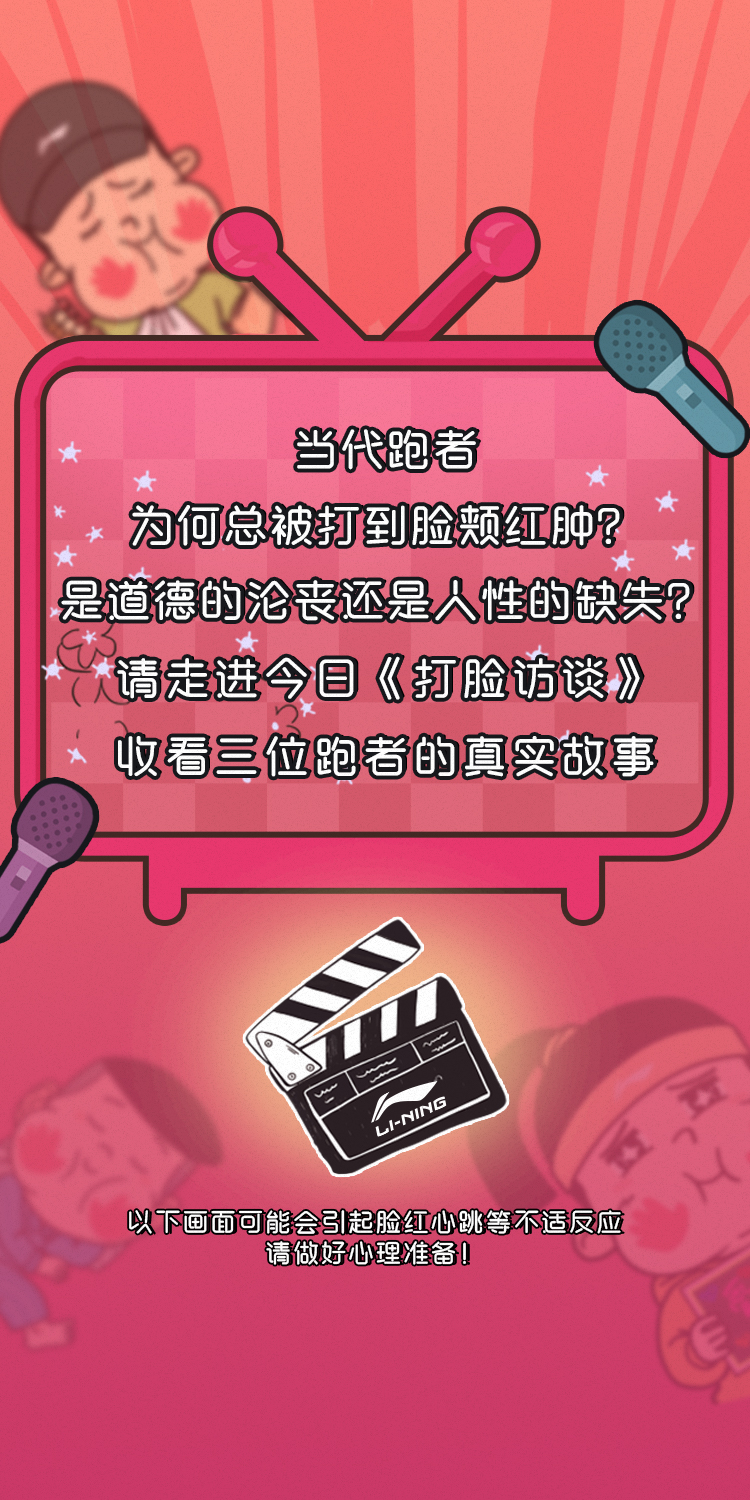 当代跑者
为何总被打到脸颊红肿?
是道德的沦丧还是人性的缺失?
请走进今日《打脸访谈》
收看三位跑者的真实故事
LI-NING
以下画面可能会引起脸红心跳等不适反应
请做好心理准备!